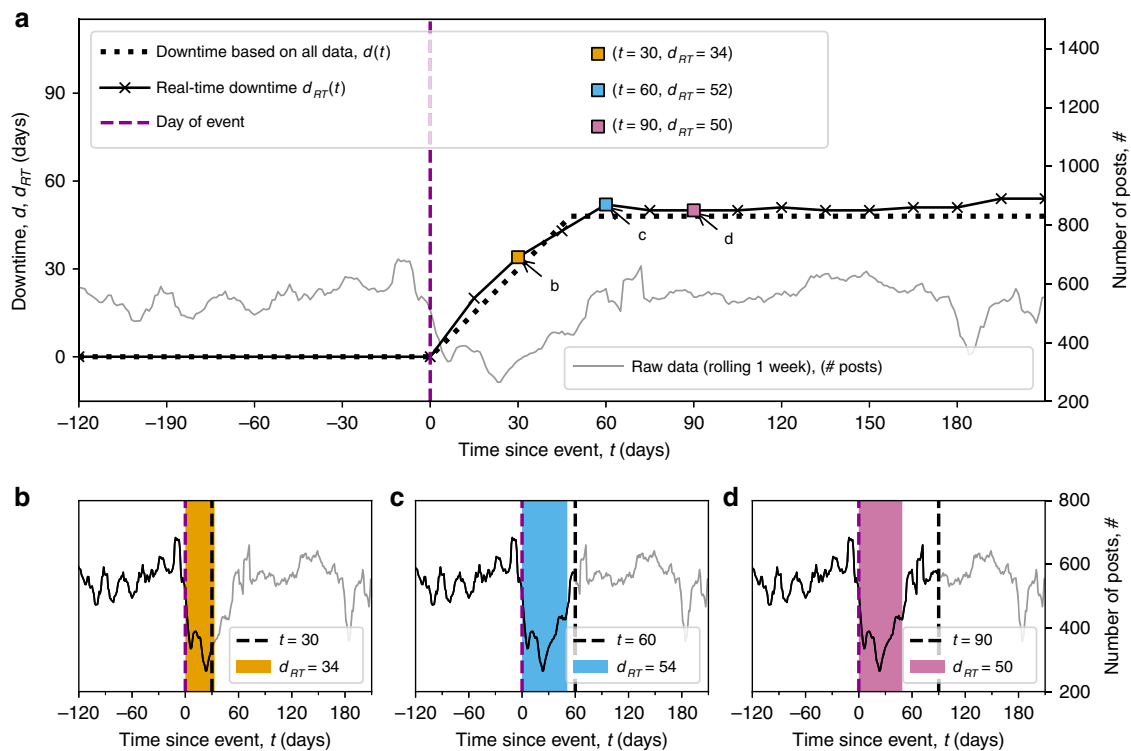 a
Downtime based on all data, d(t)
Real-time downtime d_RT(t)
Day of event
(t = 30, d_RT = 34)
(t = 60, d_RT = 52)
(t = 90, d_RT = 50)
Downtime, d, d_RT (days)
90
60
30
0
Number of posts, #
1400
1200
1000
800
600
400
200
b
c
d
Raw data (rolling 1 week), (# posts)
−120 −90 −60 −30 0 30 60 90 120 150 180
Time since event, t (days)
b
t = 30
d_RT = 34
−120 −60 0 60 120 180
Time since event, t (days)
c
t = 60
d_RT = 54
−120 −60 0 60 120 180
Time since event, t (days)
d
t = 90
d_RT = 50
−120 −60 0 60 120 180
Time since event, t (days)
800
600
400
200
Number of posts, #